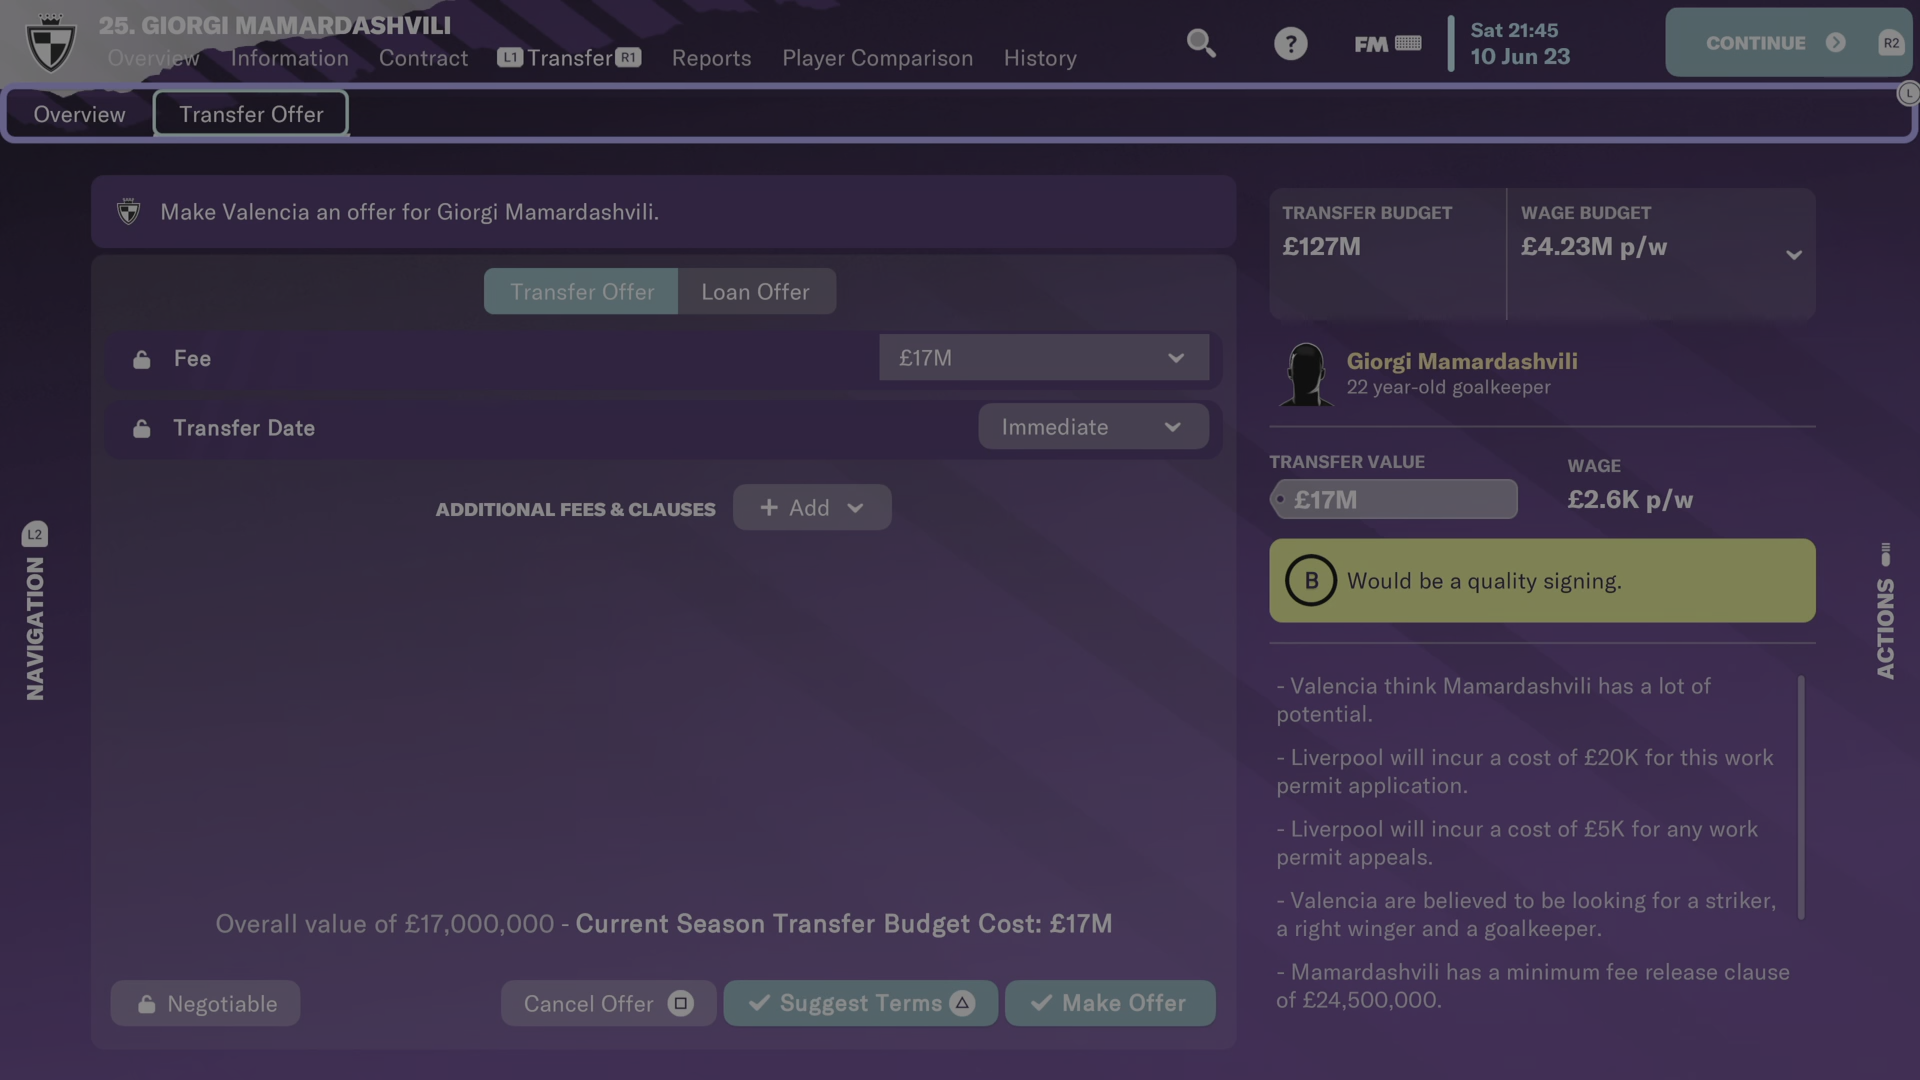 25. GIORGI MAMARDASHVILI
Overview Information Contract L1 Transfer R1 Reports Player Comparison History
? FM Sat 21:45
10 Jun 23
CONTINUE R2
L
Overview Transfer Offer
Make Valencia an offer for Giorgi Mamardashvili.
Transfer Offer Loan Offer
Fee £17M
Transfer Date Immediate
ADDITIONAL FEES & CLAUSES + Add
Overall value of £17,000,000 - Current Season Transfer Budget Cost: £17M
Negotiable Cancel Offer Suggest Terms Make Offer
L2 NAVIGATION
TRANSFER BUDGET WAGE BUDGET
£127M £4.23M p/w
Giorgi Mamardashvili
22 year-old goalkeeper
TRANSFER VALUE WAGE
£17M £2.6K p/w
B Would be a quality signing.
- Valencia think Mamardashvili has a lot of
potential.
- Liverpool will incur a cost of £20K for this work
permit application.
- Liverpool will incur a cost of £5K for any work
permit appeals.
- Valencia are believed to be looking for a striker,
a right winger and a goalkeeper.
- Mamardashvili has a minimum fee release clause
of £24,500,000.
ACTIONS